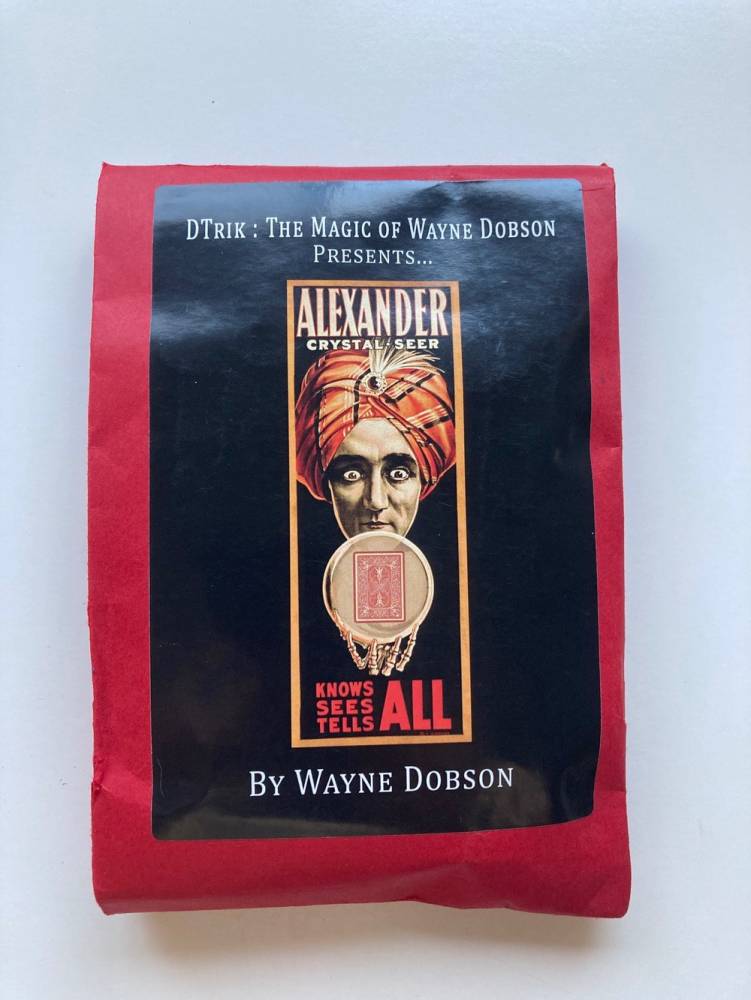 DTrik : The Magic of Wayne Dobson
Presents...
ALEXANDER
CRYSTAL-SEER
KNOWS
SEES
TELLS
ALL
By Wayne Dobson